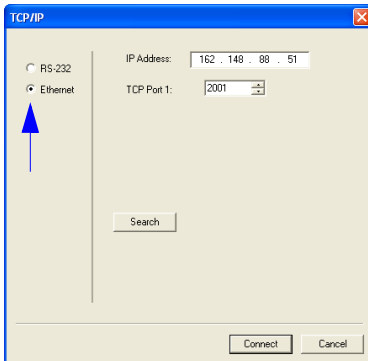 TCP/IP
RS-232
Ethernet
IP Address: 162 . 148 . 88 . 51
TCP Port 1: 2001
Search
Connect Cancel